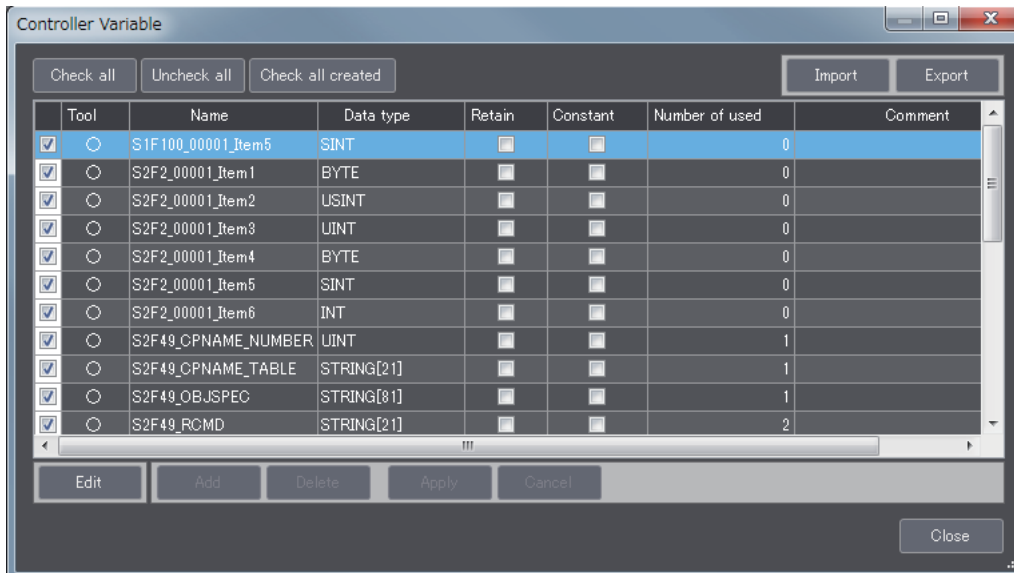 Controller Variable
Check all Uncheck all Check all created Import Export
Tool Name Data type Retain Constant Number of used Comment
S1F100_00001_Item5 SINT 0
S2F2_00001_Item1 BYTE 0
S2F2_00001_Item2 USINT 0
S2F2_00001_Item3 UINT 0
S2F2_00001_Item4 BYTE 0
S2F2_00001_Item5 SINT 0
S2F2_00001_Item6 INT 0
S2F49_CPNAME_NUMBER UINT 1
S2F49_CPNAME_TABLE STRING[21] 1
S2F49_OBJSPEC STRING[81] 1
S2F49_RCMD STRING[21] 2
Edit Add Delete Apply Cancel
Close